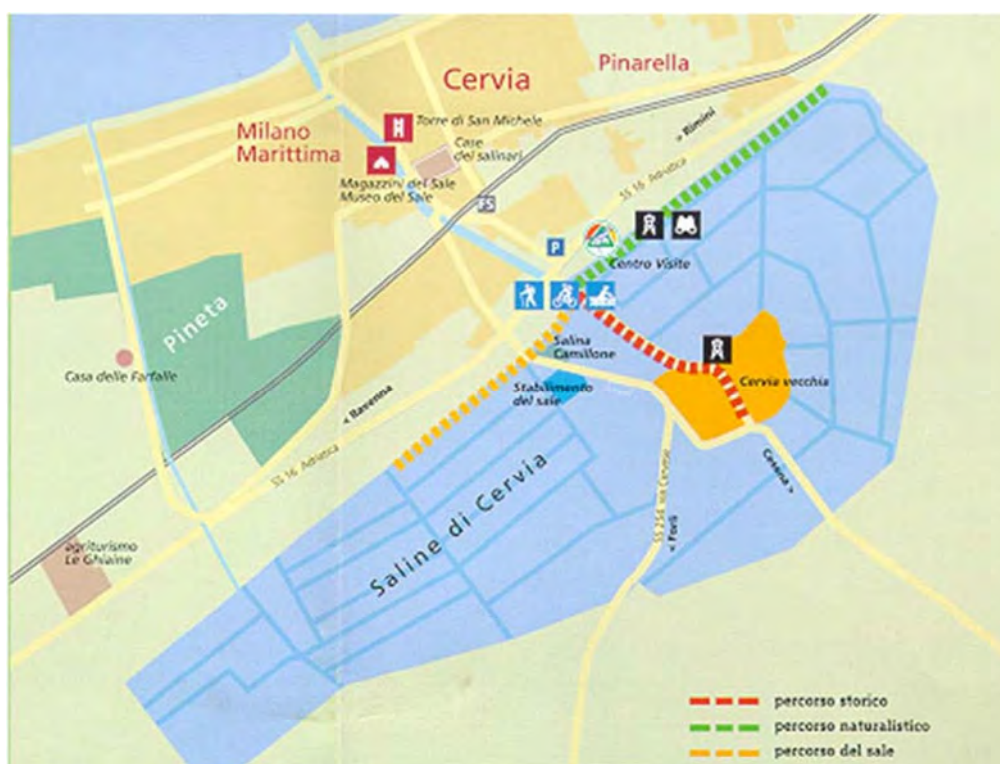 Cervia
Pinarella
Milano
Marittima
Torre di San Michele
Case
dei salinari
Magazzini del Sale
Museo del Sale
FS
> Rimini
SS 16 Adriatica
P
Centro Visite
Pineta
Casa delle Farfalle
Salina
Camillone
Stabilimento
del sale
Cervia vecchia
< Ravenna
SS 16 Adriatica
Saline di Cervia
Cesena >
SS 254 via Cervese
< Forlì
agriturismo
Le Ghiaine
percorso storico
percorso naturalistico
percorso del sale